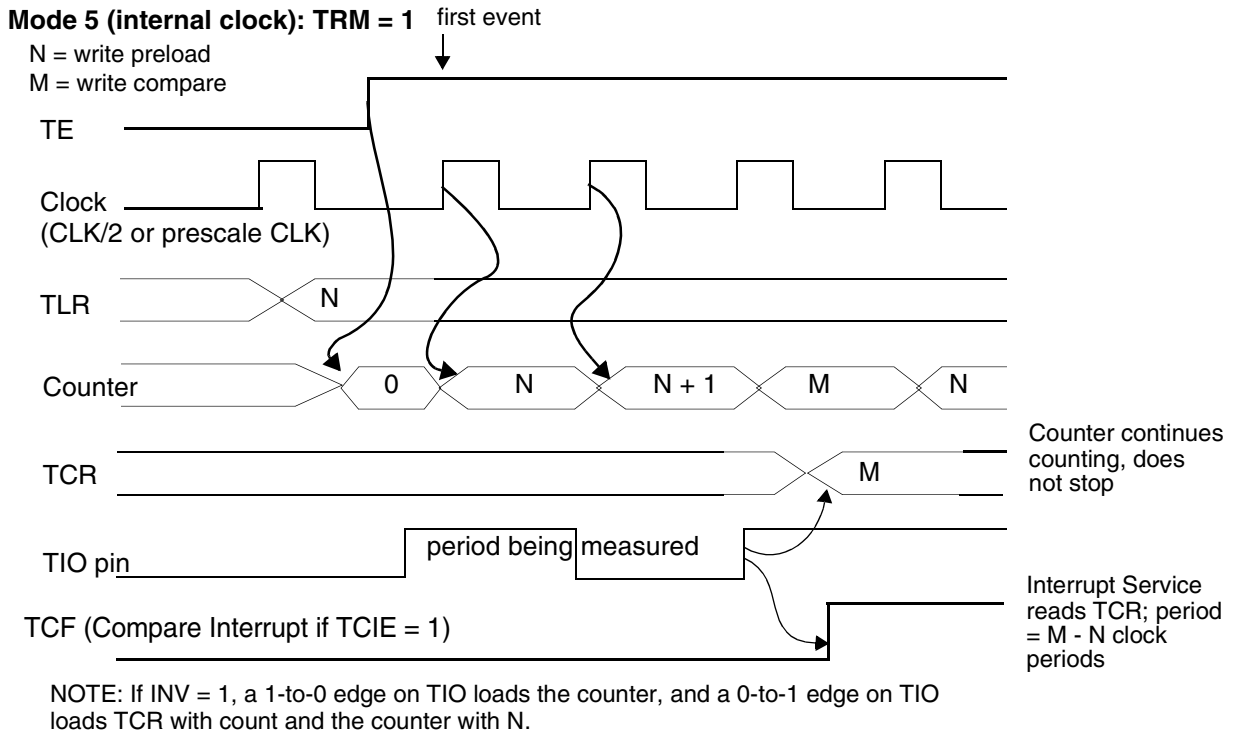 Mode 5 (internal clock): TRM = 1
first event
N = write preload
M = write compare
TE
Clock
(CLK/2 or prescale CLK)
TLR
N
Counter
0
N
N + 1
M
N
TCR
M
Counter continues
counting, does
not stop
TIO pin
period being measured
TCF (Compare Interrupt if TCIE = 1)
Interrupt Service
reads TCR; period
= M - N clock
periods
NOTE: If INV = 1, a 1-to-0 edge on TIO loads the counter, and a 0-to-1 edge on TIO
loads TCR with count and the counter with N.